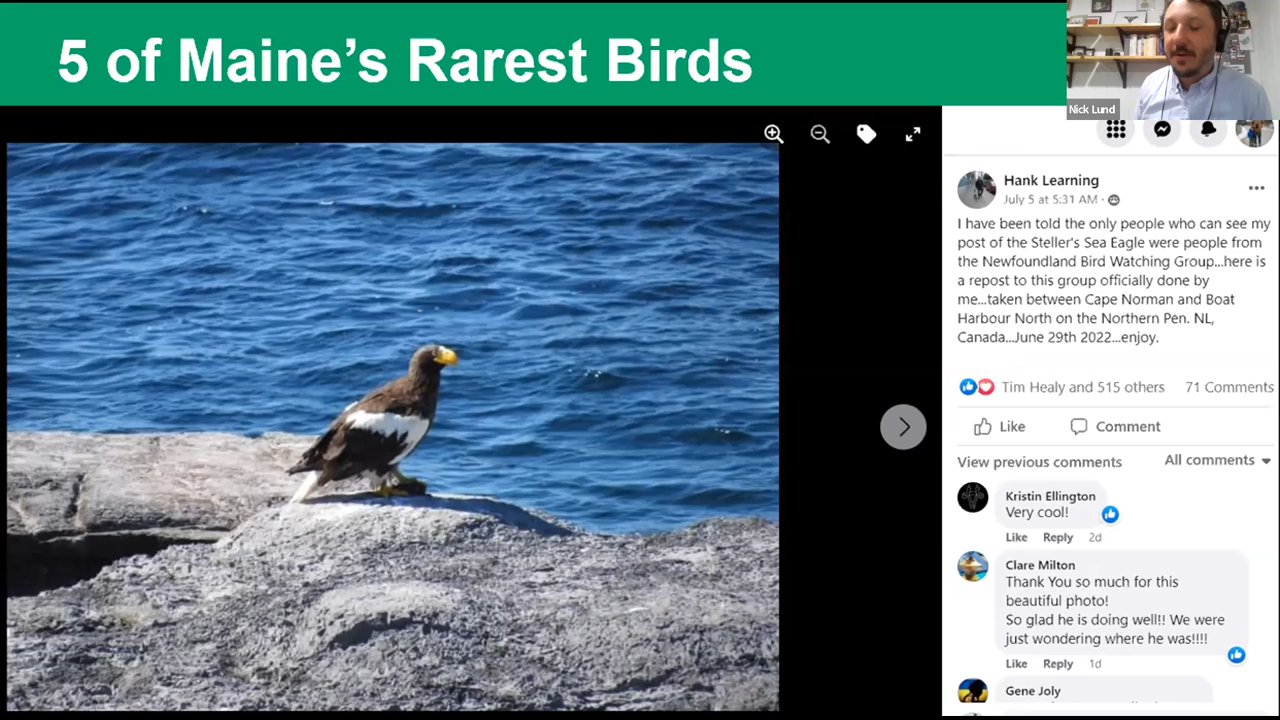 5 of Maine's Rarest Birds
Nick Lund
Hank Learning
July 5 at 5:31 AM ·
I have been told the only people who can see my
post of the Steller's Sea Eagle were people from
the Newfoundland Bird Watching Group...here is
a repost to this group officially done by
me...taken between Cape Norman and Boat
Harbour North on the Northern Pen. NL,
Canada...June 29th 2022...enjoy.
Tim Healy and 515 others 71 Comments
Like Comment
View previous comments All comments
Kristin Ellington
Very cool!
Like Reply 2d
Clare Milton
Thank You so much for this
beautiful photo!
So glad he is doing well!! We were
just wondering where he was!!!!
Like Reply 1d
Gene Joly